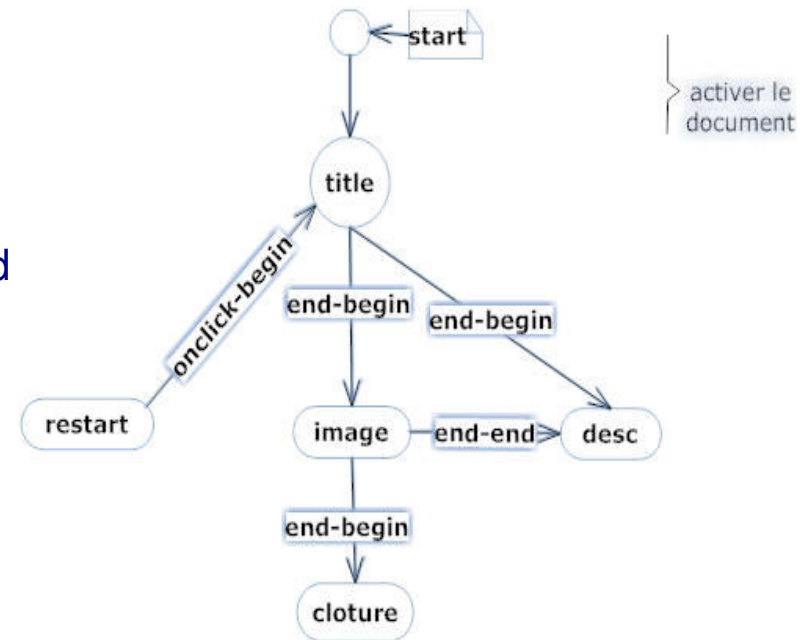 start
activer le
document
title
d
onclick-begin
end-begin
end-begin
restart
image
end-end
desc
end-begin
cloture